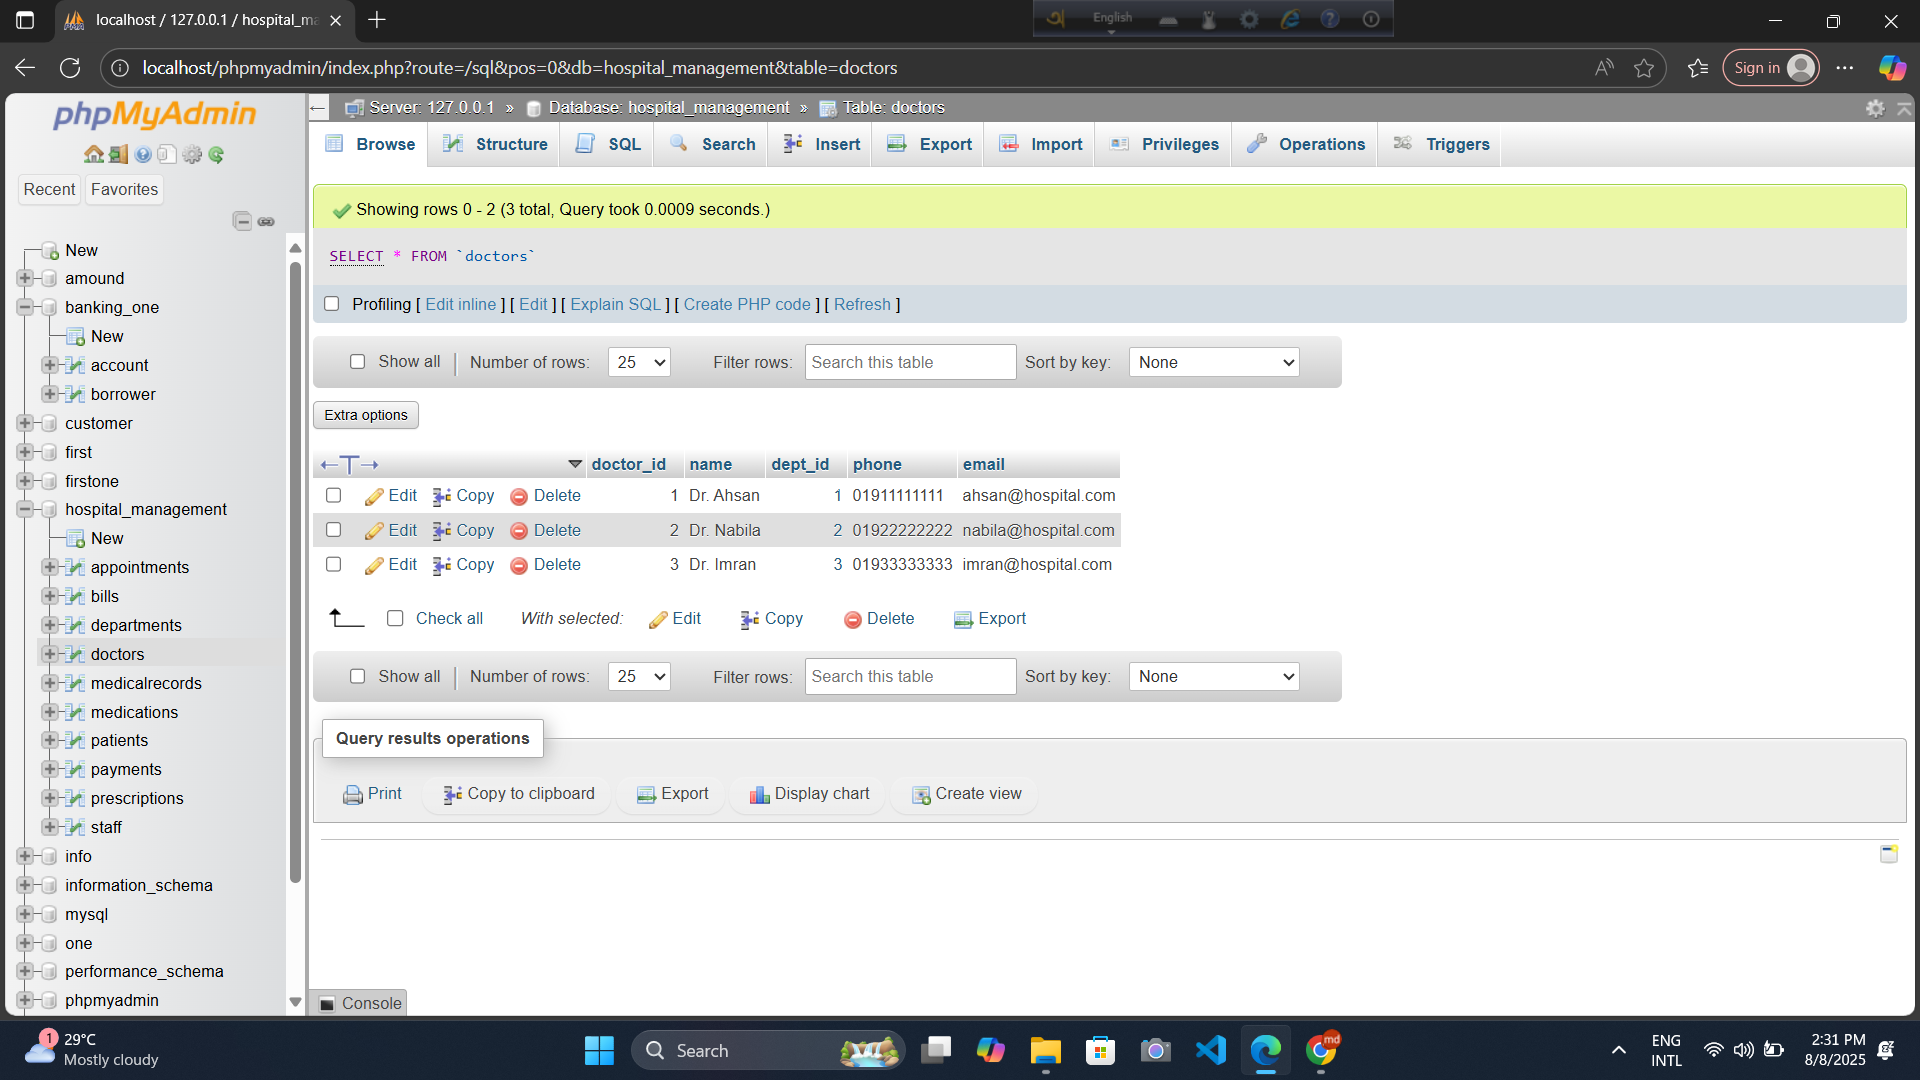 localhost / 127.0.0.1 / hospital_ma
English
localhost/phpmyadmin/index.php?route=/sql&pos=0&db=hospital_management&table=doctors
Sign in
phpMyAdmin
Server: 127.0.0.1 » Database: hospital_management » Table: doctors
Browse Structure SQL Search Insert Export Import Privileges Operations Triggers
Recent Favorites
New
amound
banking_one
New
account
borrower
customer
first
firstone
hospital_management
New
appointments
bills
departments
doctors
medicalrecords
medications
patients
payments
prescriptions
staff
info
information_schema
mysql
one
performance_schema
phpmyadmin
Showing rows 0 - 2 (3 total, Query took 0.0009 seconds.)
SELECT * FROM `doctors`
Profiling [ Edit inline ] [ Edit ] [ Explain SQL ] [ Create PHP code ] [ Refresh ]
Show all | Number of rows: 25 Filter rows: Search this table Sort by key: None
Extra options
doctor_id name dept_id phone email
Edit Copy Delete 1 Dr. Ahsan 1 01911111111 ahsan@hospital.com
Edit Copy Delete 2 Dr. Nabila 2 01922222222 nabila@hospital.com
Edit Copy Delete 3 Dr. Imran 3 01933333333 imran@hospital.com
Check all With selected: Edit Copy Delete Export
Show all | Number of rows: 25 Filter rows: Search this table Sort by key: None
Query results operations
Print Copy to clipboard Export Display chart Create view
Console
1
29°C
Mostly cloudy
Search
md
ENG
INTL
2:31 PM
8/8/2025